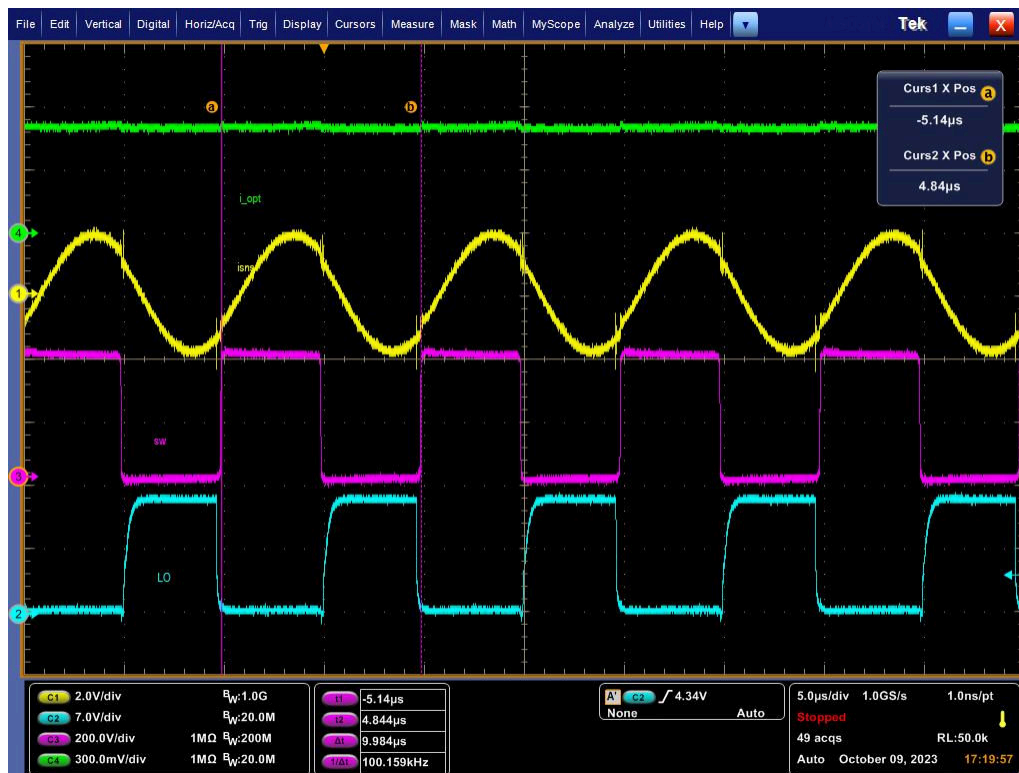 File Edit Vertical Digital Horiz/Acq Trig Display Cursors Measure Mask Math MyScope Analyze Utilities Help Tek X
Curs1 X Pos a
-5.14µs
Curs2 X Pos b
4.84µs
a b
i_opt
4
isns
1
sw
3
LO
2
C1 2.0V/div BW:1.0G
C2 7.0V/div BW:20.0M
C3 200.0V/div 1MΩ BW:200M
C4 300.0mV/div 1MΩ BW:20.0M
t1 -5.14µs
t2 4.844µs
Δt 9.984µs
1/Δt 100.159kHz
A' C2 4.34V
None Auto
5.0µs/div 1.0GS/s 1.0ns/pt
Stopped
49 acqs RL:50.0k
Auto October 09, 2023 17:19:57